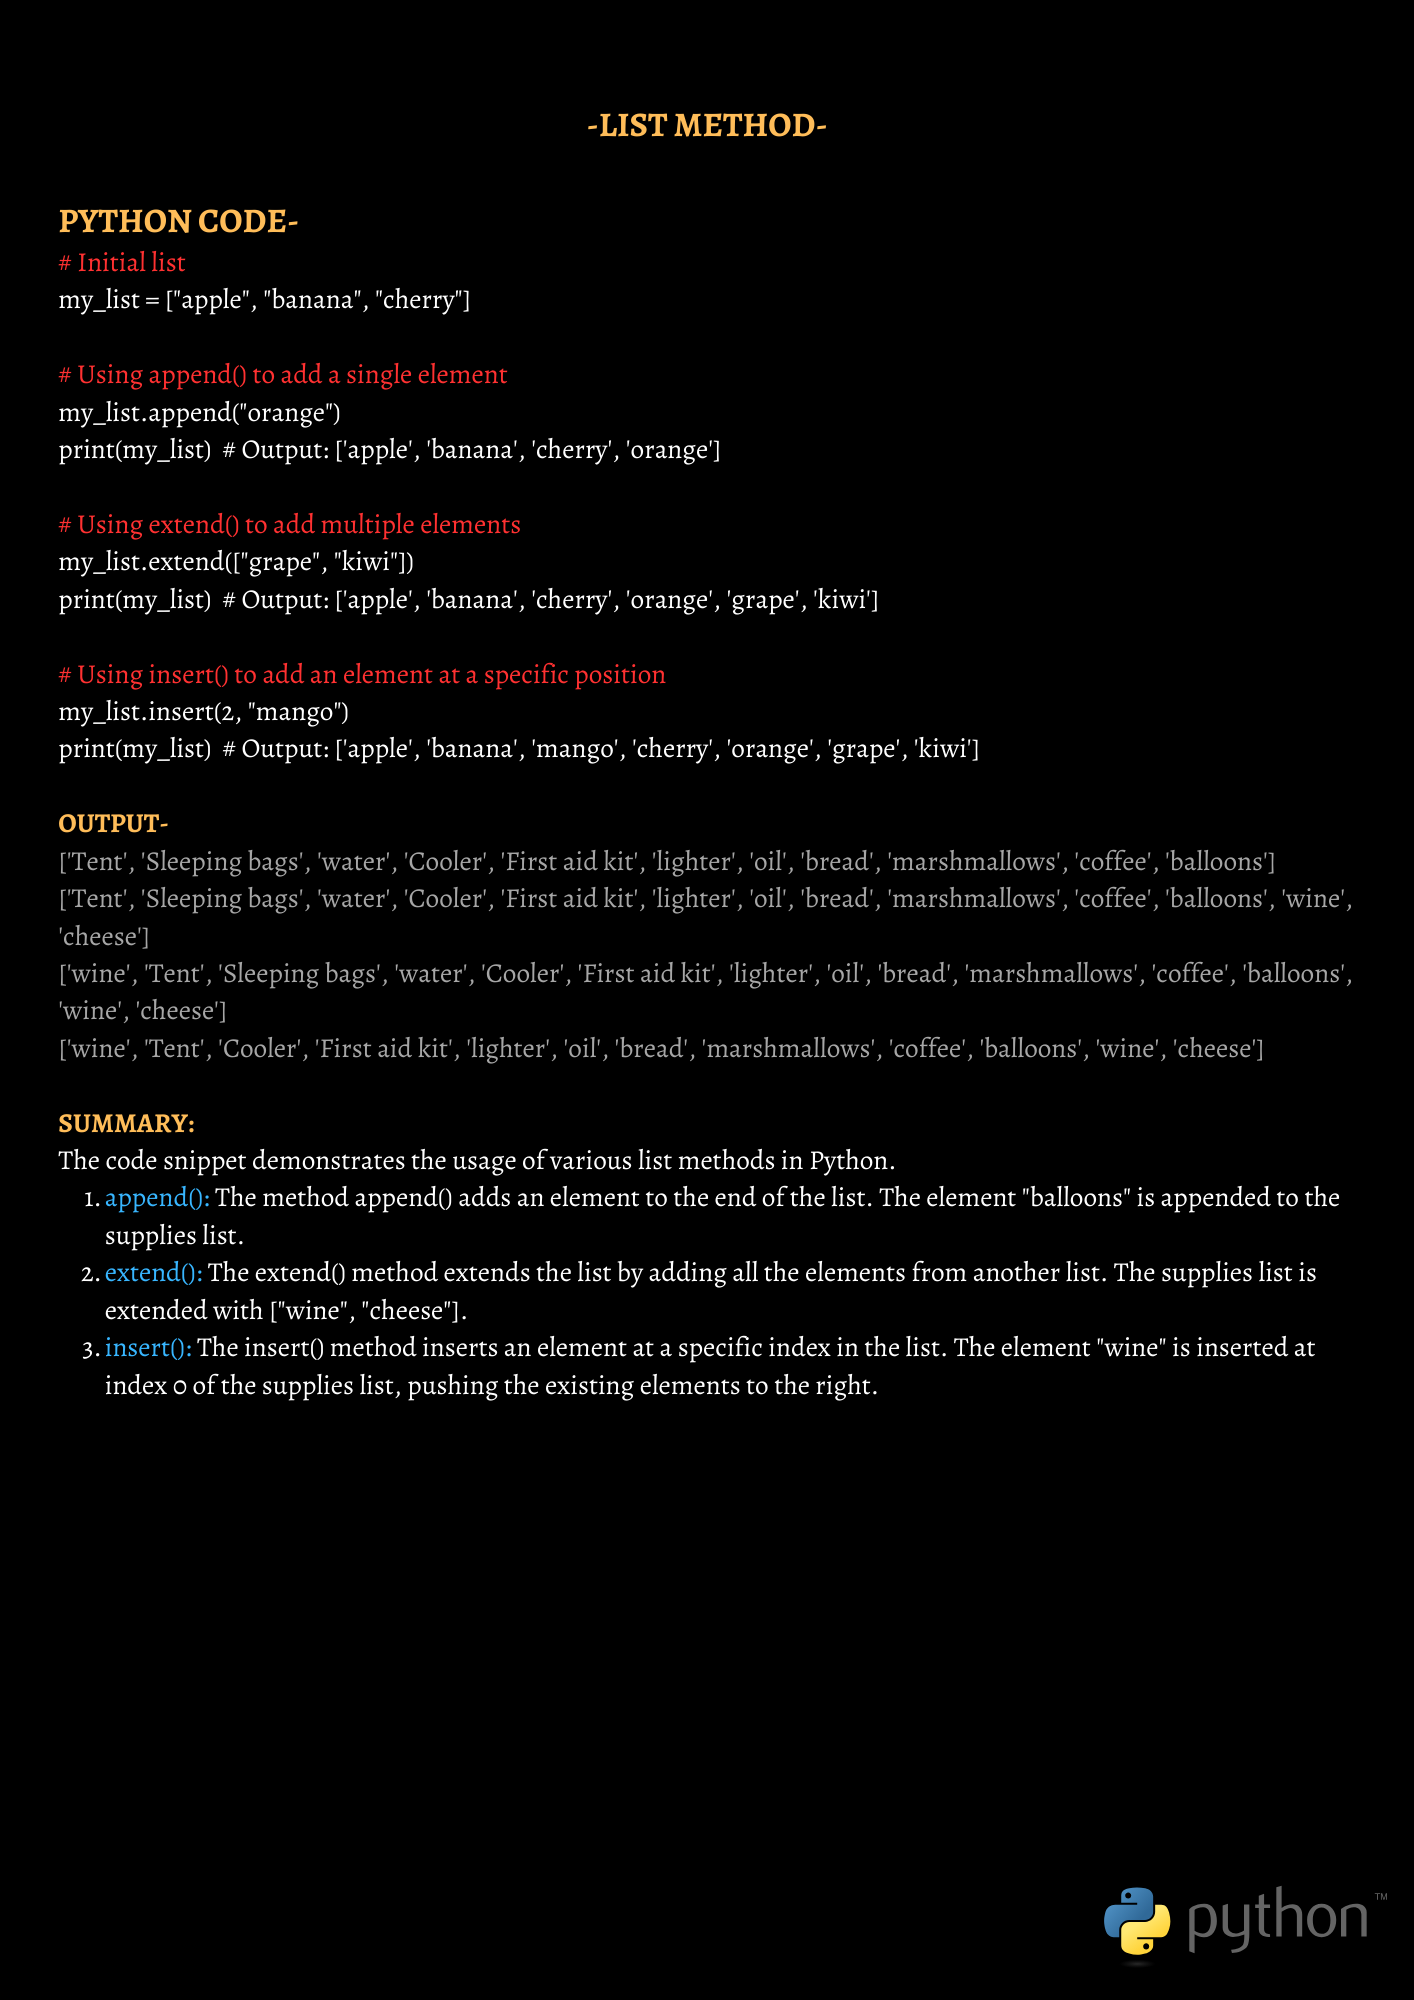 -LIST METHOD-
PYTHON CODE-
# Initial list
my_list = ["apple", "banana", "cherry"]
# Using append() to add a single element
my_list.append("orange")
print(my_list)  # Output: ['apple', 'banana', 'cherry', 'orange']
# Using extend() to add multiple elements
my_list.extend(["grape", "kiwi"])
print(my_list)  # Output: ['apple', 'banana', 'cherry', 'orange', 'grape', 'kiwi']
# Using insert() to add an element at a specific position
my_list.insert(2, "mango")
print(my_list)  # Output: ['apple', 'banana', 'mango', 'cherry', 'orange', 'grape', 'kiwi']
OUTPUT-
['Tent', 'Sleeping bags', 'water', 'Cooler', 'First aid kit', 'lighter', 'oil', 'bread', 'marshmallows', 'coffee', 'balloons']
['Tent', 'Sleeping bags', 'water', 'Cooler', 'First aid kit', 'lighter', 'oil', 'bread', 'marshmallows', 'coffee', 'balloons', 'wine',
'cheese']
['wine', 'Tent', 'Sleeping bags', 'water', 'Cooler', 'First aid kit', 'lighter', 'oil', 'bread', 'marshmallows', 'coffee', 'balloons',
'wine', 'cheese']
['wine', 'Tent', 'Cooler', 'First aid kit', 'lighter', 'oil', 'bread', 'marshmallows', 'coffee', 'balloons', 'wine', 'cheese']
SUMMARY:
The code snippet demonstrates the usage of various list methods in Python.
1. append(): The method append() adds an element to the end of the list. The element "balloons" is appended to the
supplies list.
2. extend(): The extend() method extends the list by adding all the elements from another list. The supplies list is
extended with ["wine", "cheese"].
3. insert(): The insert() method inserts an element at a specific index in the list. The element "wine" is inserted at
index 0 of the supplies list, pushing the existing elements to the right.
python™